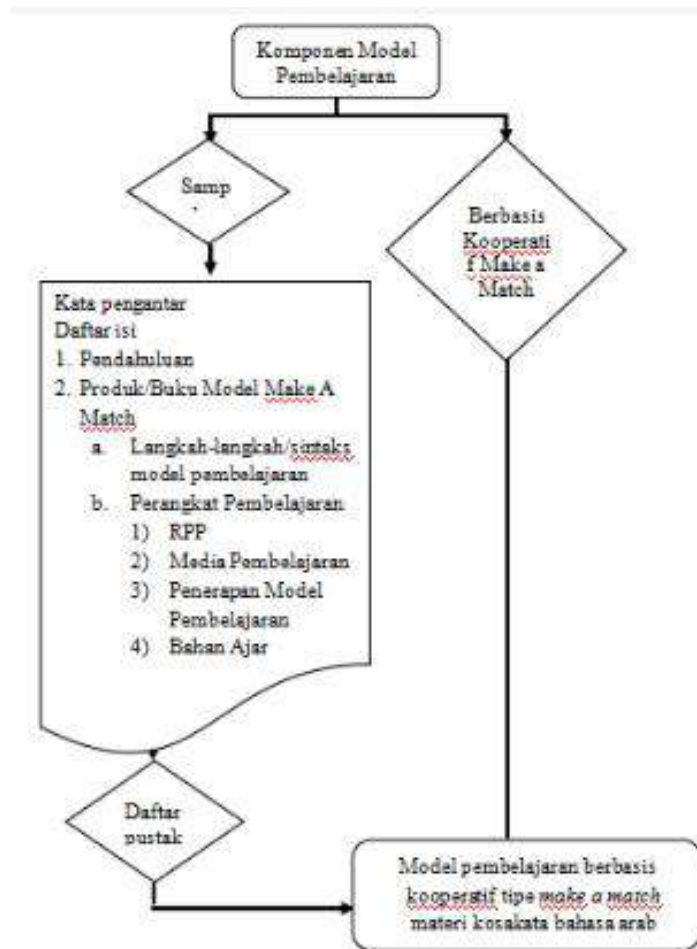 Komponen Model
Pembelajaran
Samp
Berbasis
Kooperati
f Make a
Match
Kata pengantar
Daftar isi
1. Pendahuluan
2. Produk/Buku Model Make A
Match
a. Langkah-langkah/sintaks
model pembelajaran
b. Perangkat Pembelajaran
1) RPP
2) Media Pembelajaran
3) Penerapan Model
Pembelajaran
4) Bahan Ajar
Daftar
pustak
Model pembelajaran berbasis
kooperatif tipe make a match
materi kosakata bahasa arab